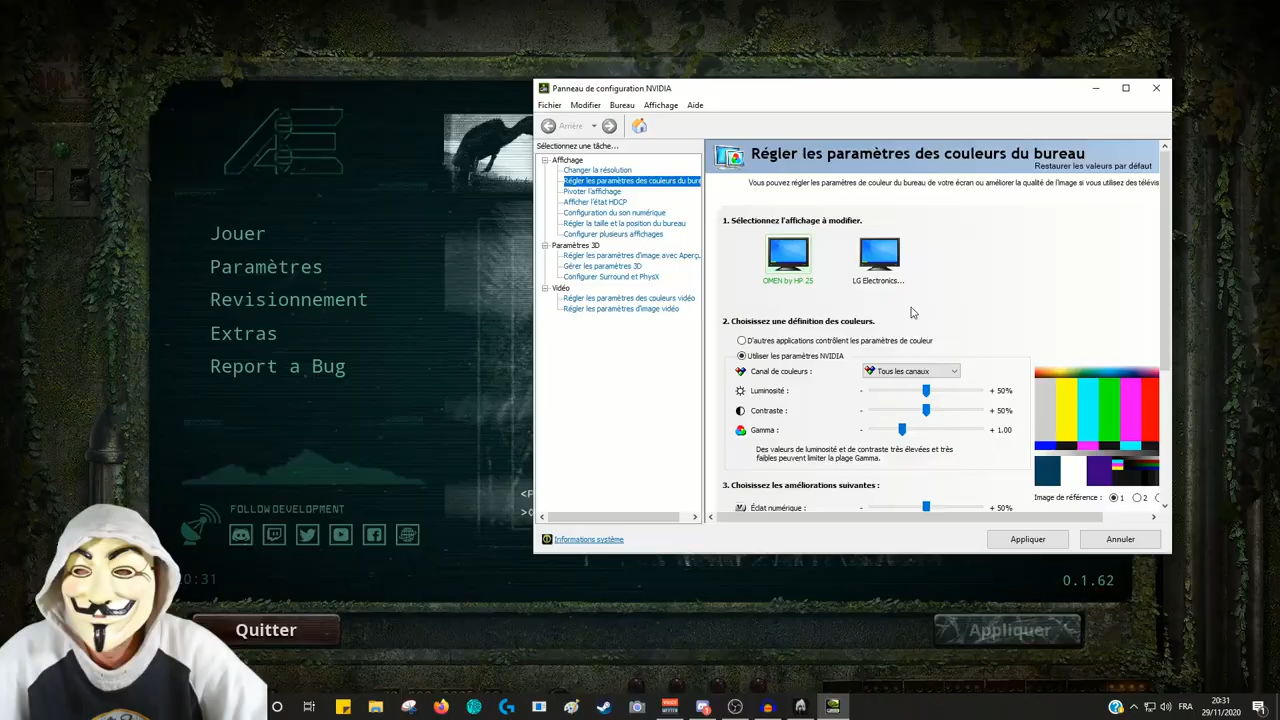 Jouer
Paramètres
Revisionnement
Extras
Report a Bug
FOLLOW DEVELOPMENT
0:31
Quitter
0.1.62
Appliquer
Panneau de configuration NVIDIA
Fichier Modifier Bureau Affichage Aide
Arrière
Sélectionnez une tâche...
Affichage
Changer la résolution
Régler les paramètres des couleurs du bure
Pivoter l'affichage
Afficher l'état HDCP
Configuration du son numérique
Régler la taille et la position du bureau
Configurer plusieurs affichages
Paramètres 3D
Régler les paramètres d'image avec Aperçu
Gérer les paramètres 3D
Configurer Surround et PhysX
Vidéo
Régler les paramètres des couleurs vidéo
Régler les paramètres d'image vidéo
Informations système
Régler les paramètres des couleurs du bureau
Restaurer les valeurs par défaut
Vous pouvez régler les paramètres de couleur du bureau de votre écran ou améliorer la qualité de l'image si vous utilisez des télévis
1. Sélectionnez l'affichage à modifier.
OMEN by HP 25 LG Electronics...
2. Choisissez une définition des couleurs.
D'autres applications contrôlent les paramètres de couleur
Utiliser les paramètres NVIDIA
Canal de couleurs : Tous les canaux
Luminosité : - + 50%
Contraste : - + 50%
Gamma : - + 1.00
Des valeurs de luminosité et de contraste très élevées et très
faibles peuvent limiter la plage Gamma.
3. Choisissez les améliorations suivantes :
Éclat numérique : - + 50%
Image de référence : 1 2
Appliquer Annuler
FRA
20:31
29/11/2020